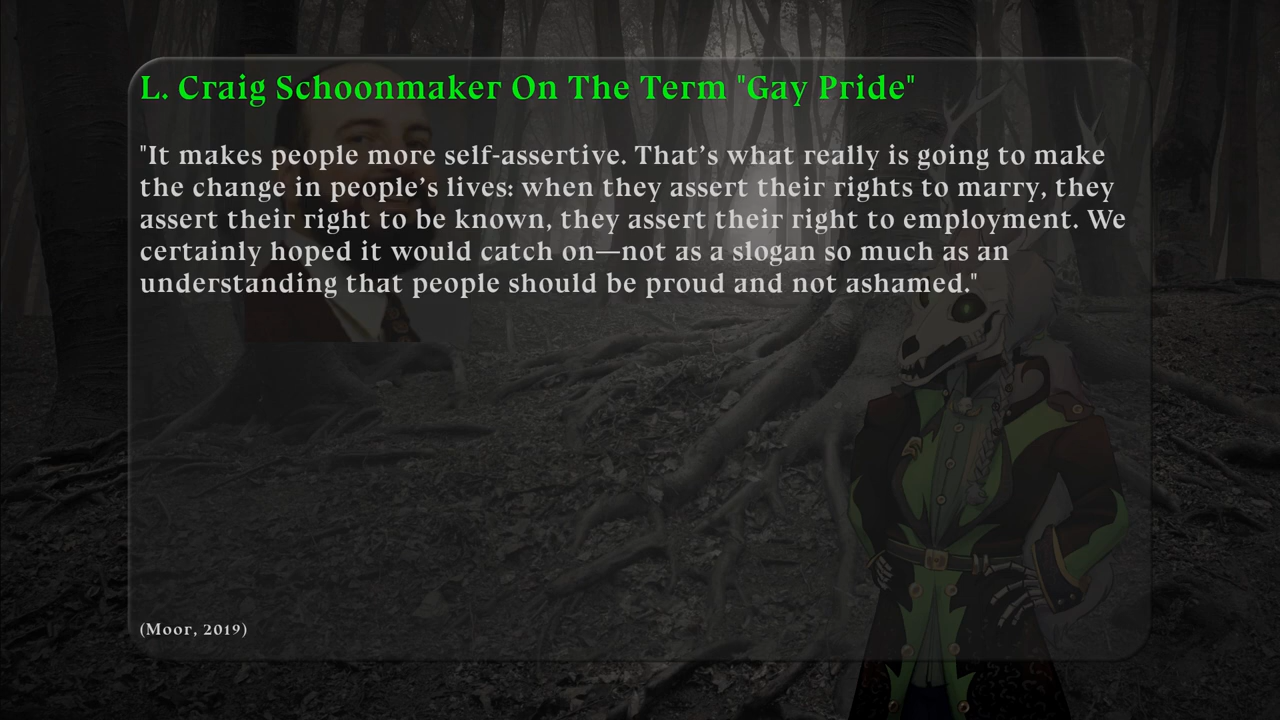 L. Craig Schoonmaker On The Term "Gay Pride"
"It makes people more self-assertive. That’s what really is going to make
the change in people’s lives: when they assert their rights to marry, they
assert their right to be known, they assert their right to employment. We
certainly hoped it would catch on—not as a slogan so much as an
understanding that people should be proud and not ashamed."
(Moor, 2019)